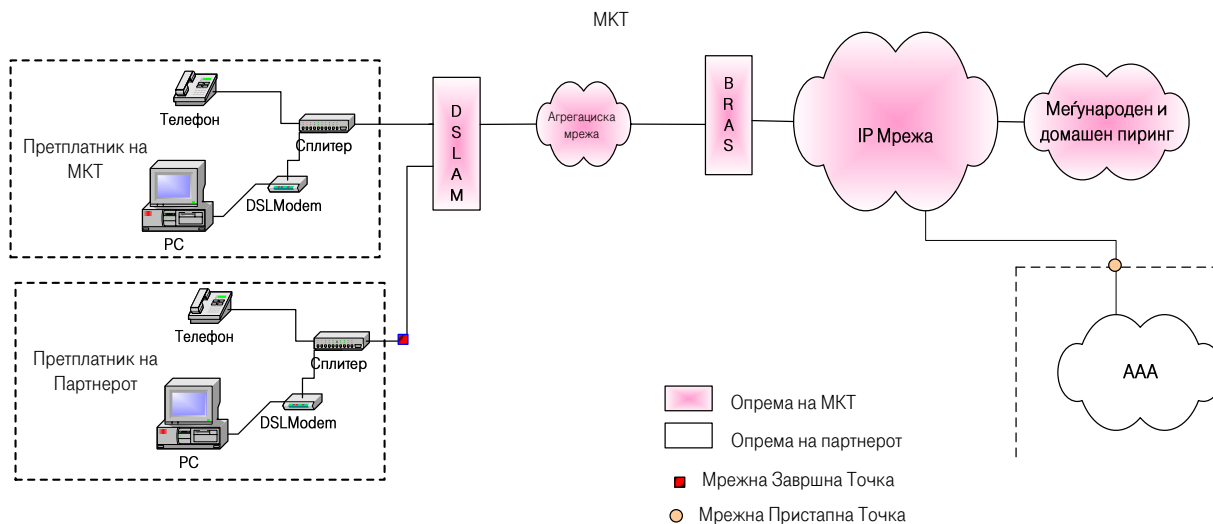 МКТ
Телефон
Сплитер
Претплатник на
МКТ
DSLModem
PC
D
S
L
A
M
Агрегациска
мрежа
B
R
A
S
IP Мрежа
Меѓународен и
домашен пиринг
Телефон
Сплитер
Претплатник на
Партнерот
DSLModem
PC
AAA
Опрема на МКТ
Опрема на партнерот
Мрежна Завршна Точка
Мрежна Пристапна Точка